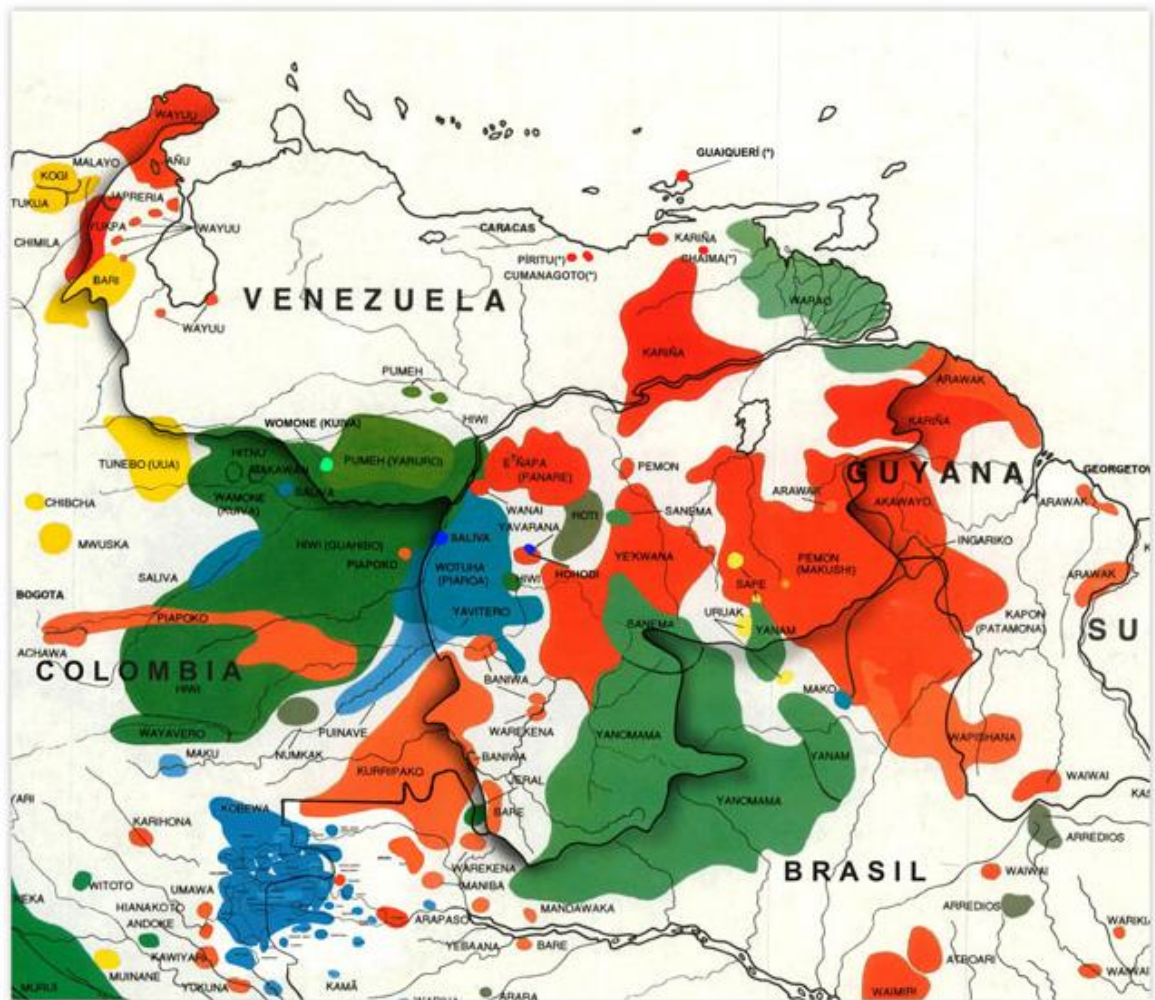 WAYUU
MALAYO
AÑU
KOGI
TUKUA
JAPRERIA
YUKPA
WAYUU
CHIMILA
BARI
WAYUU
GUAIQUERÍ (*)
CARACAS
KARIÑA
PÍRITU(*)
CHAIMA(*)
CUMANAGOTO(*)
VENEZUELA
WARAO
KARIÑA
PUMEH
ARAWAK
KARIÑA
WOMONE (KUIVA)
HIWI
TUNEBO (UUA)
HITNU
PUMEH (YARURO)
E'ÑAPA
(PANARE)
PEMON
GUYANA
GEORGETOW
SALIVA
WAMONE
(KUIVA)
CHIBCHA
MWUSKA
WANAI
YAVARANA
HOTI
SANEMA
ARAWAK
AKAWAYO
ARAWAK
INGARIKO
HIWI (GUAHIBO)
SALIVA
PIAPOKO
WOTUHA
(PIAROA)
HIWI
HOHODI
YE'KWANA
PEMON
(MAKUSHI)
SAPE
ARAWAK
SALIVA
BOGOTA
PIAPOKO
YAVITERO
URUAK
YANAM
SANEMA
KAPON
(PATAMONA)
SU
ACHAWA
COLOMBIA
HIWI
BANIWA
MAKO
WAYAVERO
PUINAVE
NUMKAK
WAREKENA
YANOMAMA
YANAM
WAPISHANA
MAKU
KURRIPAKO
BANIWA
JERAL
BARE
YANOMAMA
WAIWAI
KOBEWA
KARIHONA
ARREDIOS
WAREKENA
MANIBA
BRASIL
WAIWAI
WITOTO
UMAWA
HIANAKOTO
ANDOKE
ARAPASO
MANDAWAKA
ARREDIOS
KAWIYARI
YEBAANA
BARE
ATROARI
MUINANE
YUKUNA
KAMÃ
WAIMIRI
MURUI
ARARA